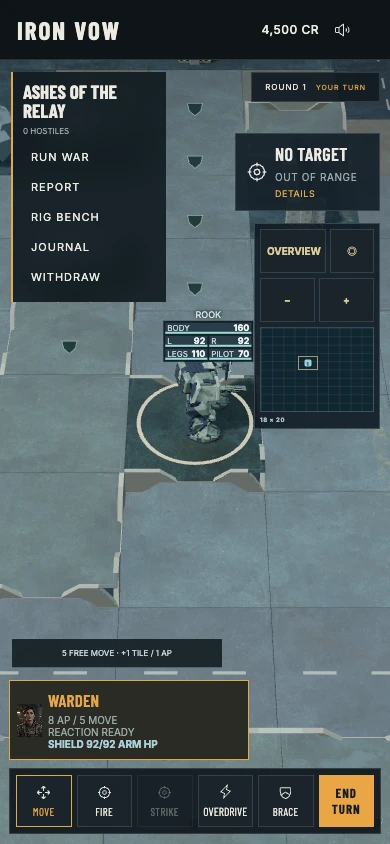 IRON VOW
4,500 CR
ASHES OF THE
RELAY
0 HOSTILES
RUN WAR
REPORT
RIG BENCH
JOURNAL
WITHDRAW
ROUND 1 YOUR TURN
NO TARGET
OUT OF RANGE
DETAILS
OVERVIEW
−
+
18 × 20
ROOK
BODY 160
L 92 R 92
LEGS 110 PILOT 70
5 FREE MOVE · +1 TILE / 1 AP
WARDEN
8 AP / 5 MOVE
REACTION READY
SHIELD 92/92 ARM HP
MOVE
FIRE
STRIKE
OVERDRIVE
BRACE
END
TURN